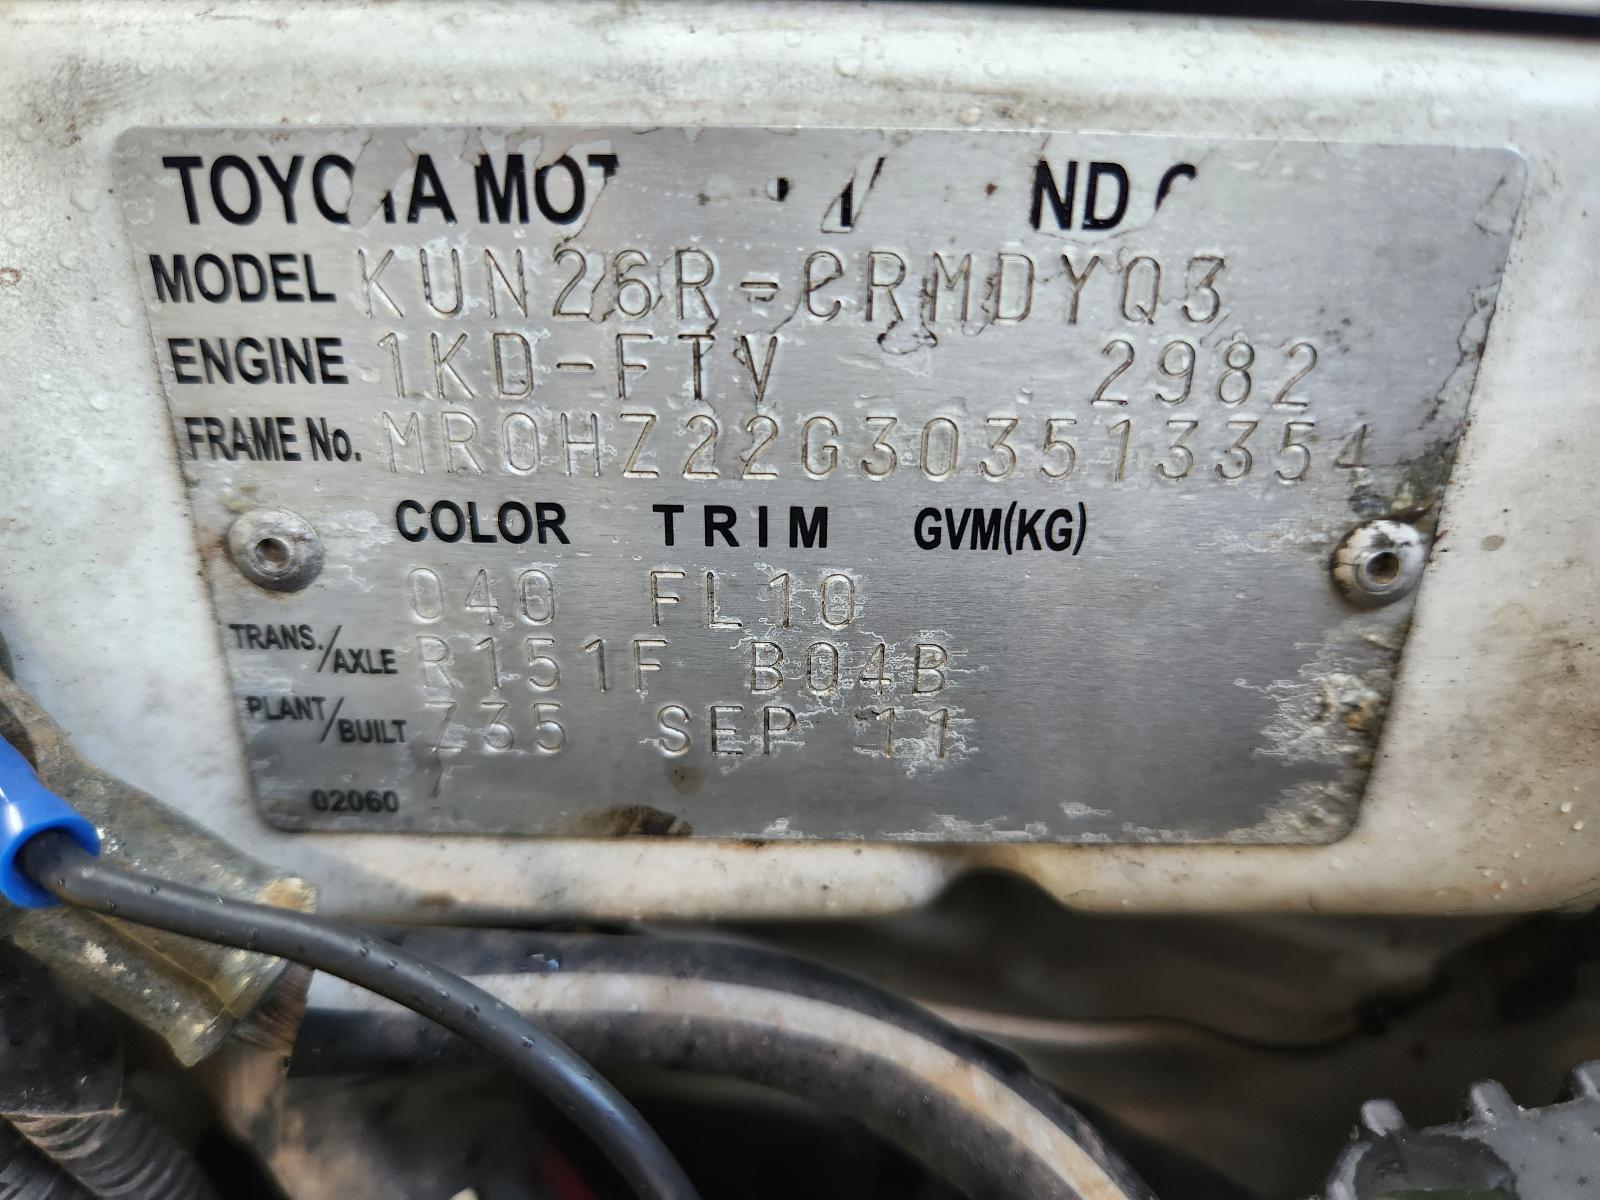 TOYOTA MOT ND C
MODEL KUN26R-CRMDYQ3
ENGINE 1KD-FTV 2982
FRAME No. MR0HZ22G303513354
COLOR TRIM GVM(KG)
040 FL10
TRANS./AXLE R151F B04B
PLANT/BUILT Z35 SEP 11
02060